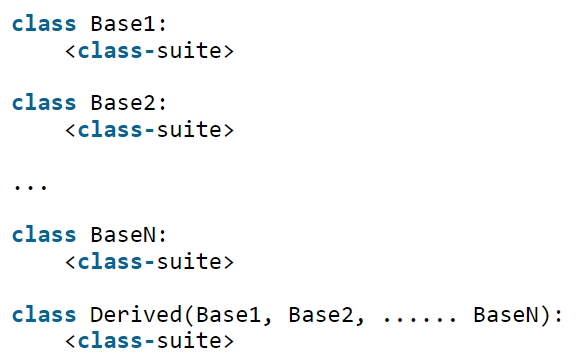 class Base1:
    <class-suite>
class Base2:
    <class-suite>
...
class BaseN:
    <class-suite>
class Derived(Base1, Base2, ...... BaseN):
    <class-suite>